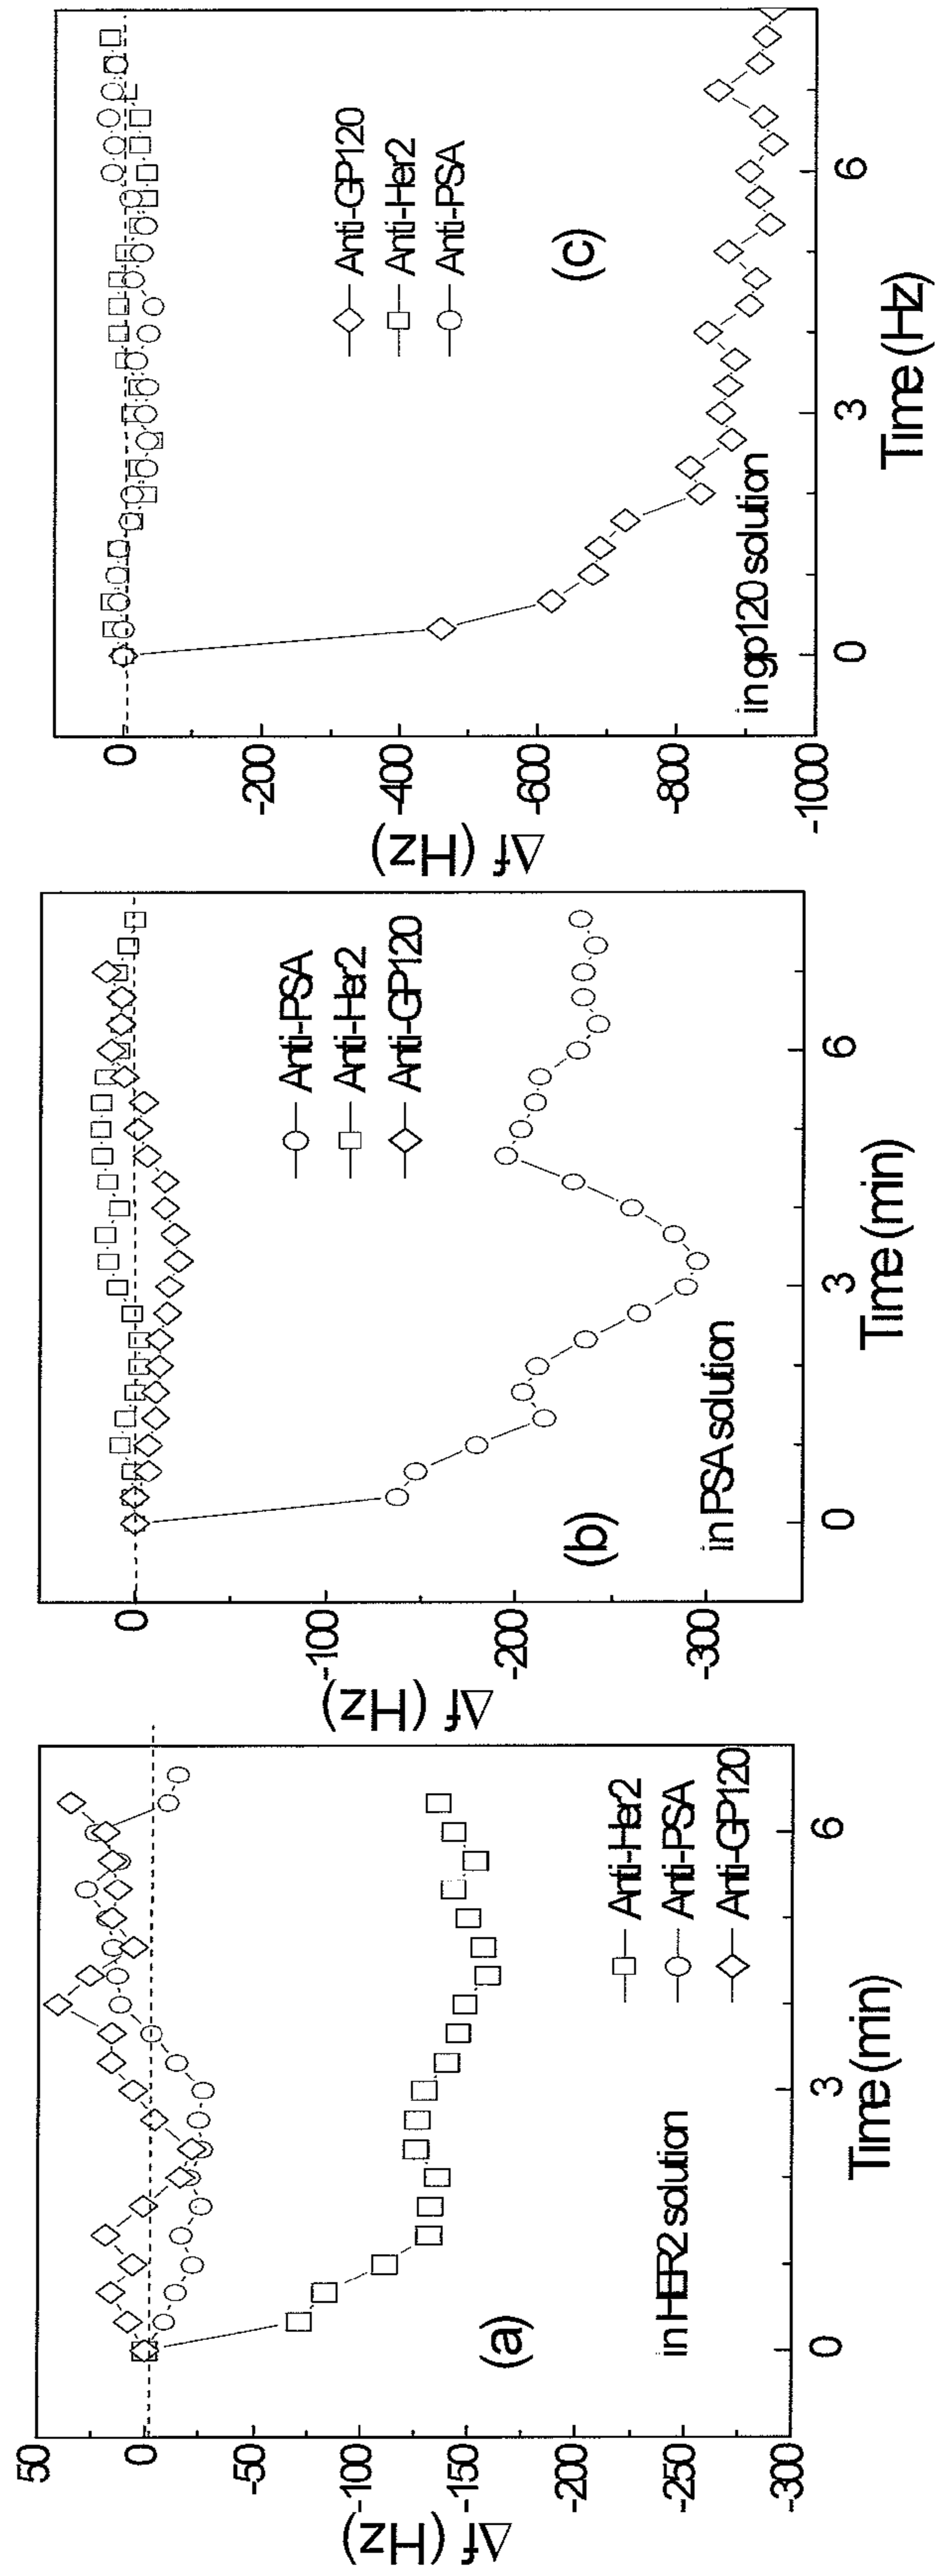 Δf (Hz)
50
0
-50
-100
-150
-200
-250
-300
(a)
in HER2 solution
Anti-Her2
Anti-PSA
Anti-GP120
0
3
6
Time (min)
Δf (Hz)
0
-100
-200
-300
(b)
in PSA solution
Anti-PSA
Anti-Her2
Anti-GP120
0
3
6
Time (min)
Δf (Hz)
0
-200
-400
-600
-800
-1000
Anti-GP120
Anti-Her2
Anti-PSA
(c)
in gp120 solution
0
3
6
Time (Hz)